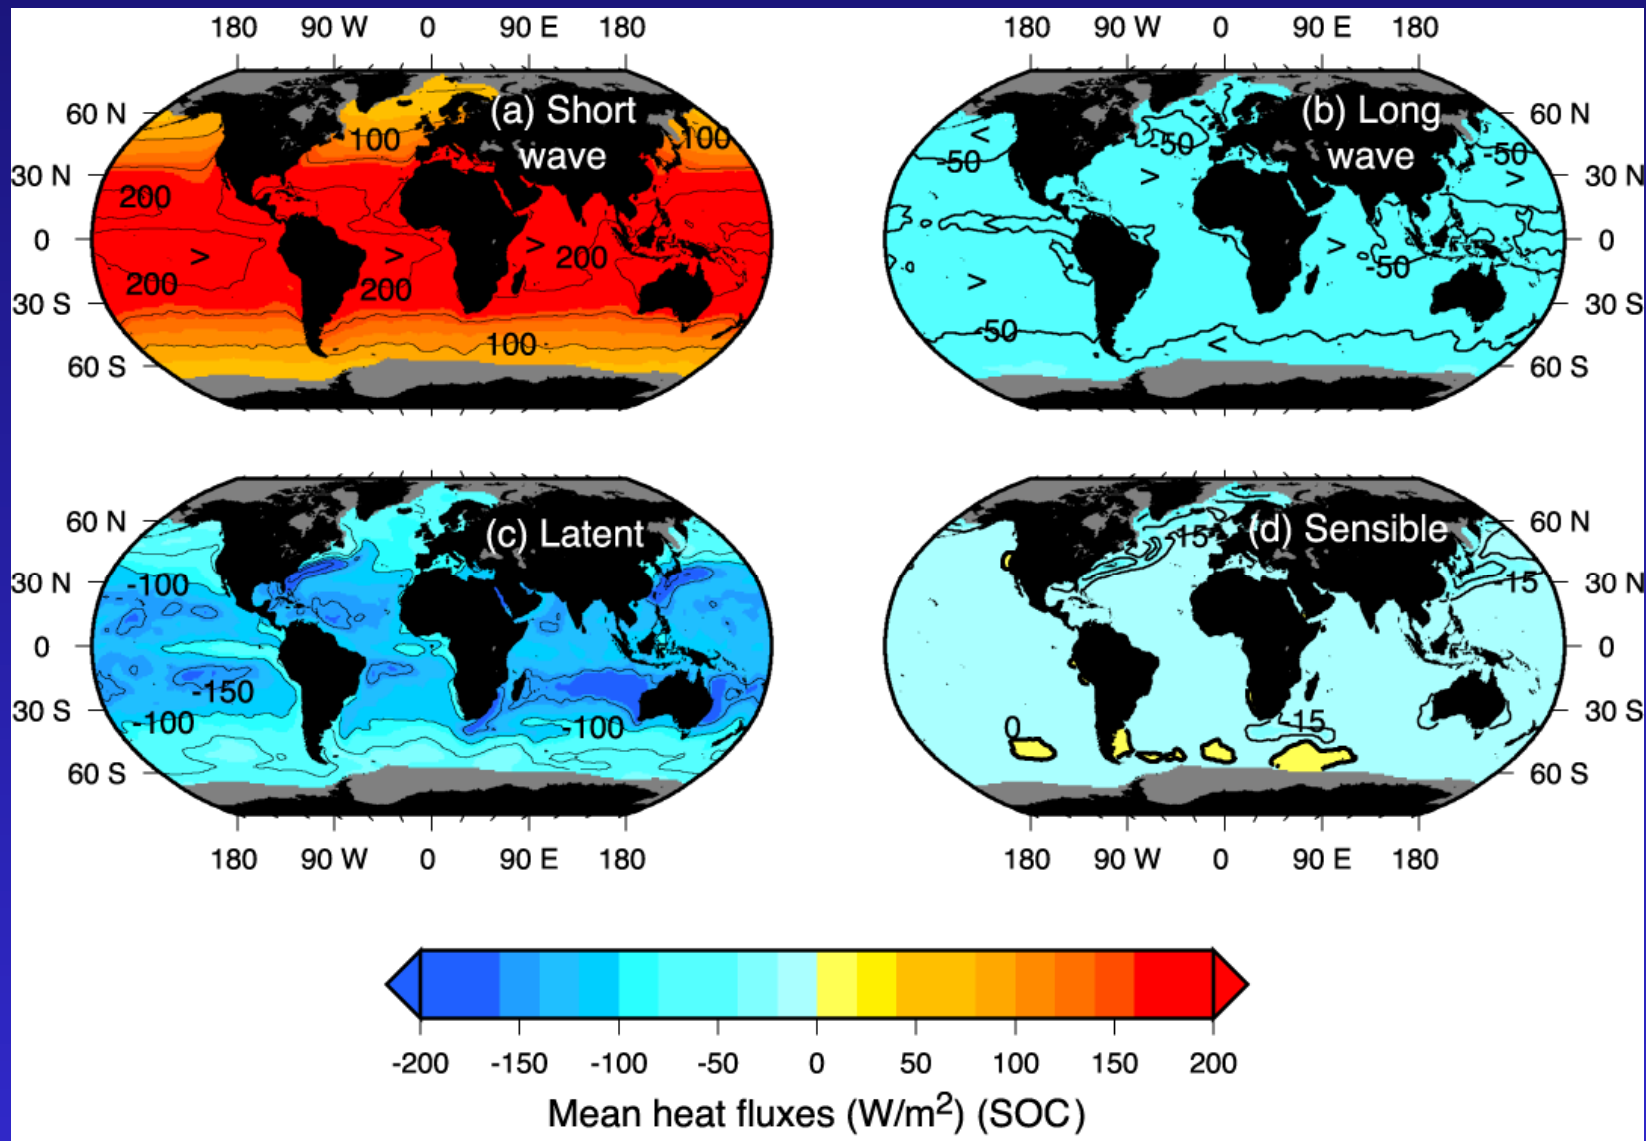 180 90 W 0 90 E 180
180 90 W 0 90 E 180
60 N
30 N
0
30 S
60 S
(a) Short
wave
100
100
200
>
>
>
200
200
200
100
(b) Long
wave
<
-50
-50
-50
>
>
>
-50
>
-50
<
60 N
30 N
0
30 S
60 S
60 N
30 N
0
30 S
60 S
(c) Latent
-100
-150
-100
-100
(d) Sensible
-15
-15
0
-15
60 N
30 N
0
30 S
60 S
180 90 W 0 90 E 180
180 90 W 0 90 E 180
-200 -150 -100 -50 0 50 100 150 200
Mean heat fluxes (W/m²) (SOC)